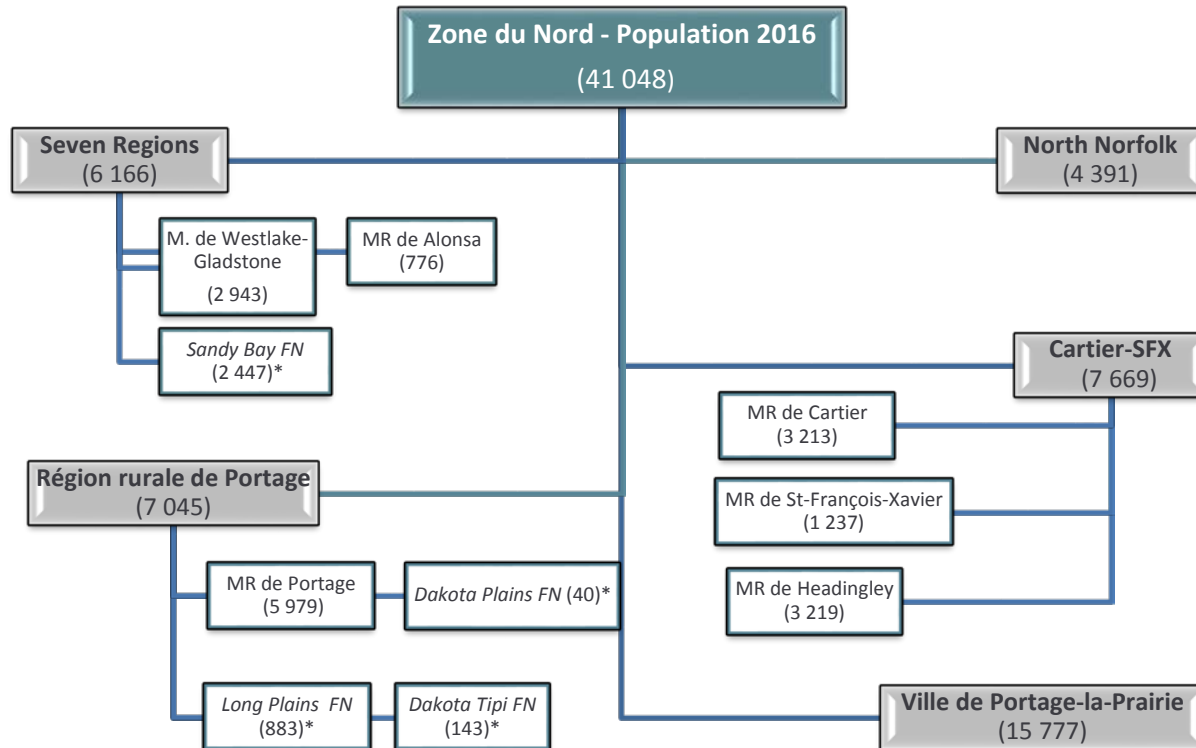 Zone du Nord - Population 2016
(41 048)
Seven Regions
(6 166)
North Norfolk
(4 391)
M. de Westlake-
Gladstone
(2 943)
MR de Alonsa
(776)
Sandy Bay FN
(2 447)*
Cartier-SFX
(7 669)
MR de Cartier
(3 213)
MR de St-François-Xavier
(1 237)
MR de Headingley
(3 219)
Région rurale de Portage
(7 045)
MR de Portage
(5 979)
Dakota Plains FN (40)*
Long Plains FN
(883)*
Dakota Tipi FN
(143)*
Ville de Portage-la-Prairie
(15 777)